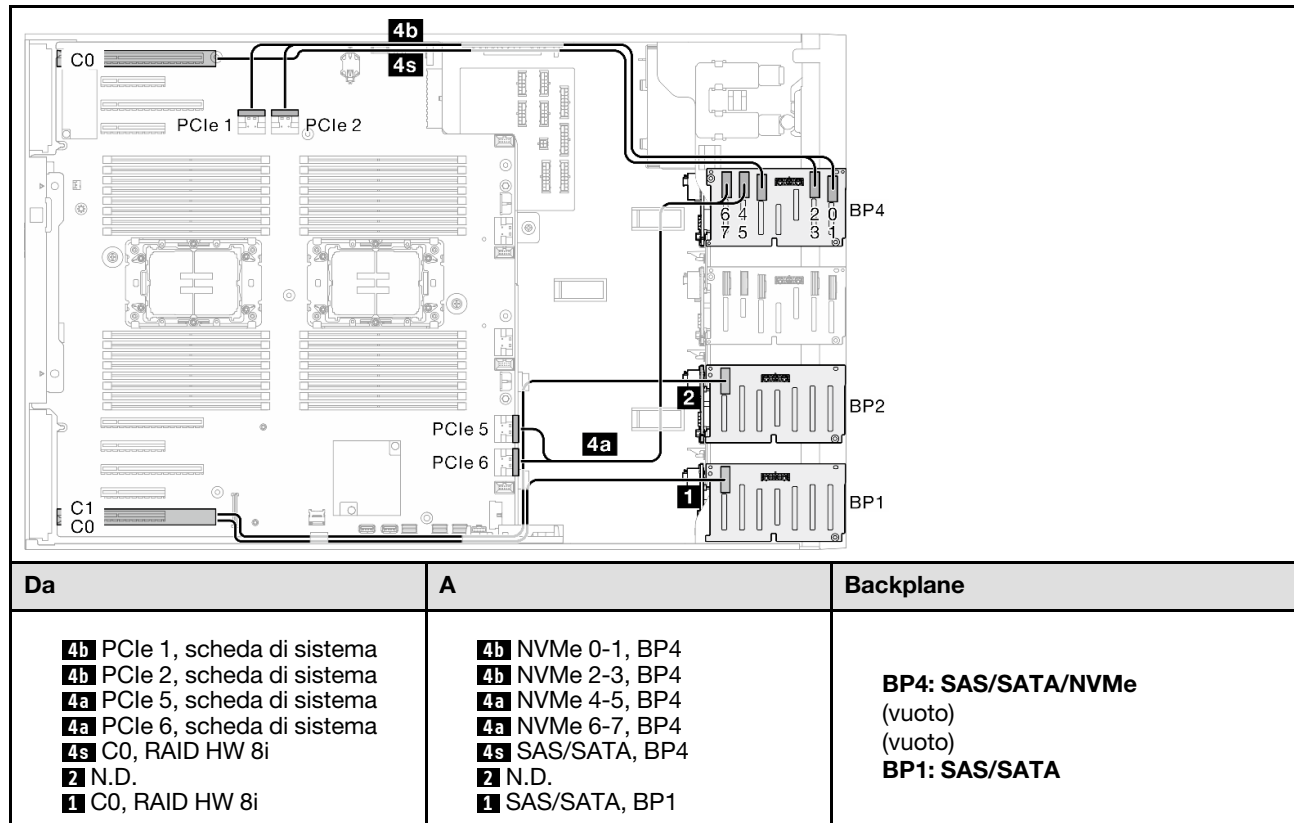 4b
C0
4s
PCIe 1
PCIe 2
6 4 2 0
7 5 3 1
BP4
2
BP2
PCIe 5
4a
PCIe 6
1
BP1
C1
C0
Da
A
Backplane
4b PCIe 1, scheda di sistema
4b PCIe 2, scheda di sistema
4a PCIe 5, scheda di sistema
4a PCIe 6, scheda di sistema
4s C0, RAID HW 8i
2 N.D.
1 C0, RAID HW 8i
4b NVMe 0-1, BP4
4b NVMe 2-3, BP4
4a NVMe 4-5, BP4
4a NVMe 6-7, BP4
4s SAS/SATA, BP4
2 N.D.
1 SAS/SATA, BP1
BP4: SAS/SATA/NVMe
(vuoto)
(vuoto)
BP1: SAS/SATA